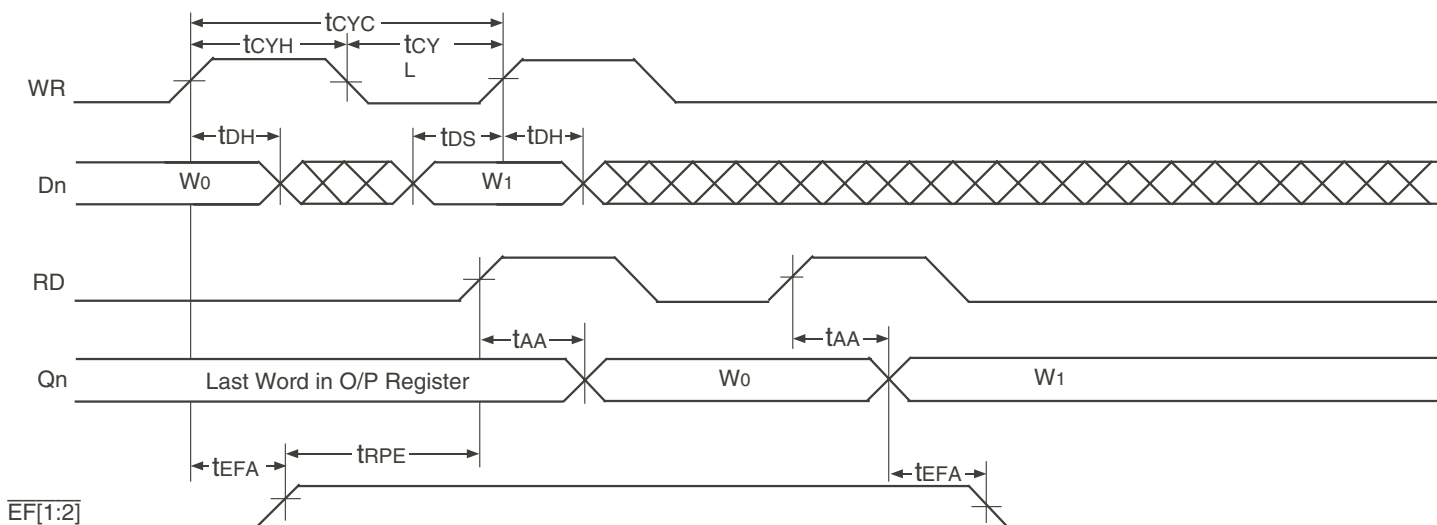 tCYC
tCYH
tCY
L
WR
tDH
tDS
tDH
Dn
W0
W1
RD
tAA
tAA
Qn
Last Word in O/P Register
W0
W1
tEFA
tRPE
tEFA
EF[1:2]